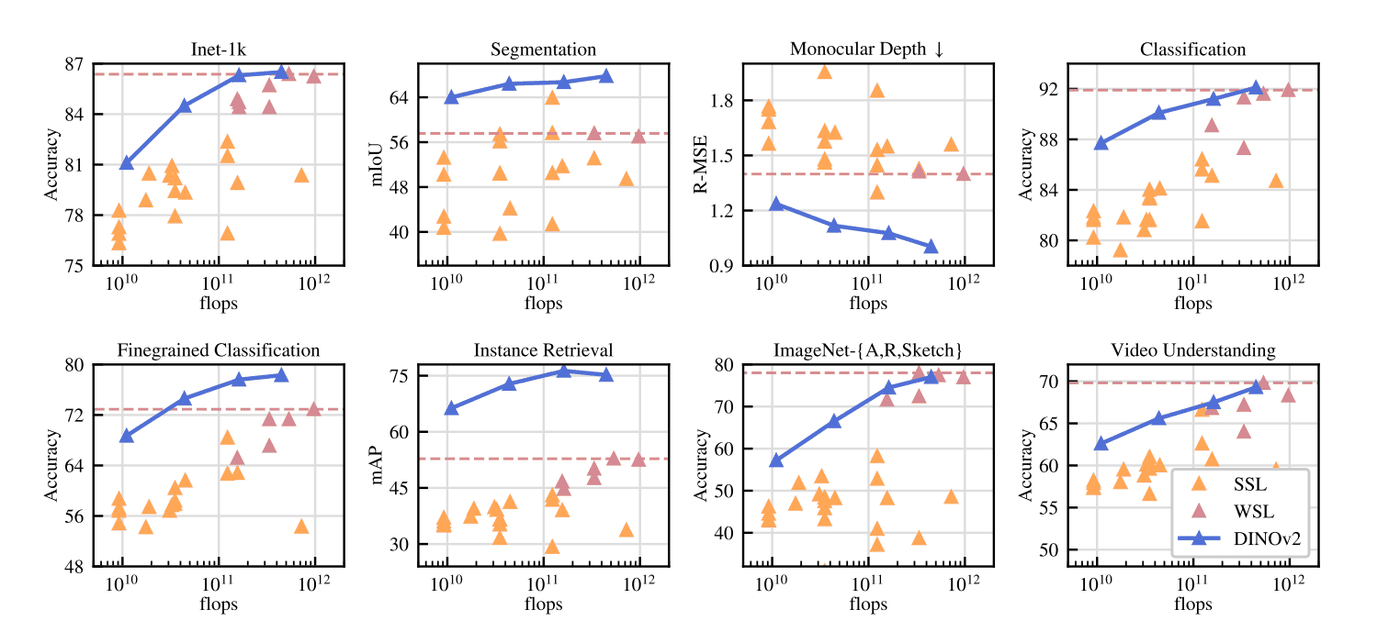 Inet-1k
87
84
81
78
75
Accuracy
10^10 10^11 10^12
flops
Segmentation
64
56
48
40
mIoU
10^10 10^11 10^12
flops
Monocular Depth ↓
1.8
1.5
1.2
0.9
R-MSE
10^10 10^11 10^12
flops
Classification
92
88
84
80
Accuracy
10^10 10^11 10^12
flops
Finegrained Classification
80
72
64
56
48
Accuracy
10^10 10^11 10^12
flops
Instance Retrieval
75
60
45
30
mAP
10^10 10^11 10^12
flops
ImageNet-{A,R,Sketch}
80
70
60
50
40
Accuracy
10^10 10^11 10^12
flops
Video Understanding
70
65
60
55
50
Accuracy
SSL
WSL
DINOv2
10^10 10^11 10^12
flops